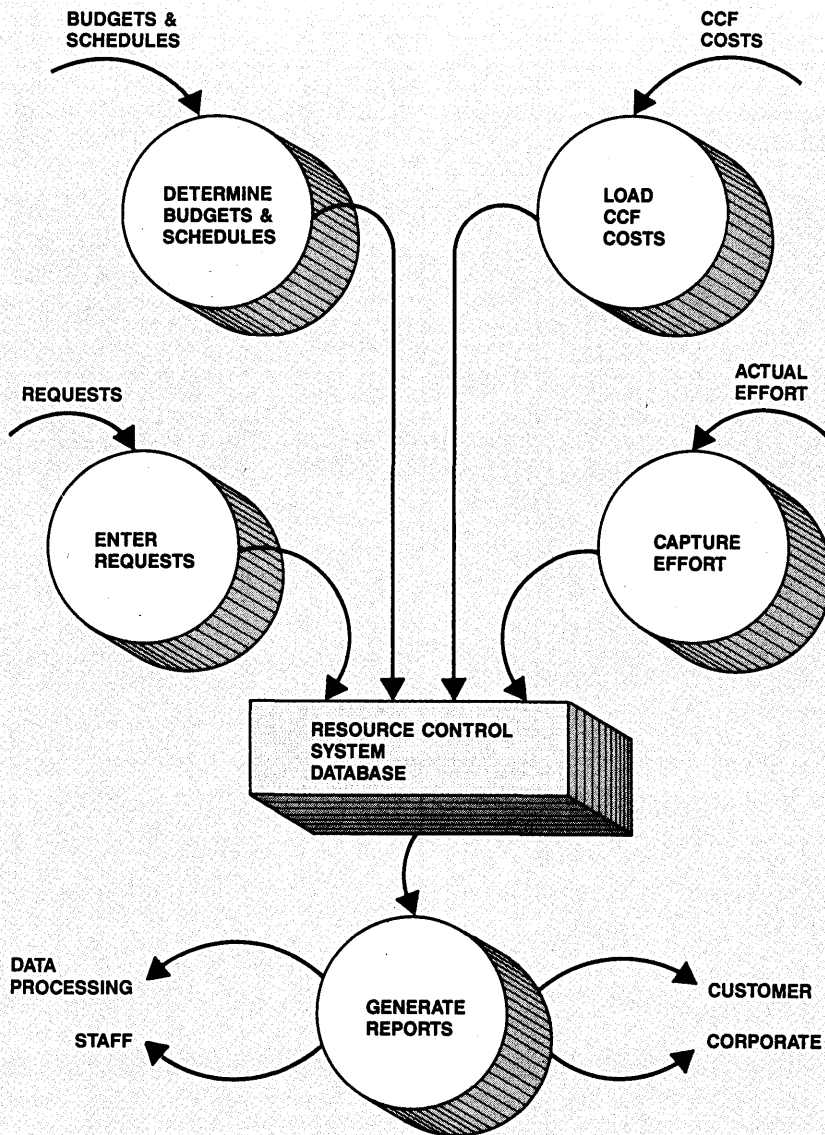 BUDGETS &
SCHEDULES
CCF
COSTS
DETERMINE
BUDGETS &
SCHEDULES
LOAD
CCF
COSTS
REQUESTS
ACTUAL
EFFORT
ENTER
REQUESTS
CAPTURE
EFFORT
RESOURCE CONTROL
SYSTEM
DATABASE
DATA
PROCESSING
STAFF
GENERATE
REPORTS
CUSTOMER
CORPORATE